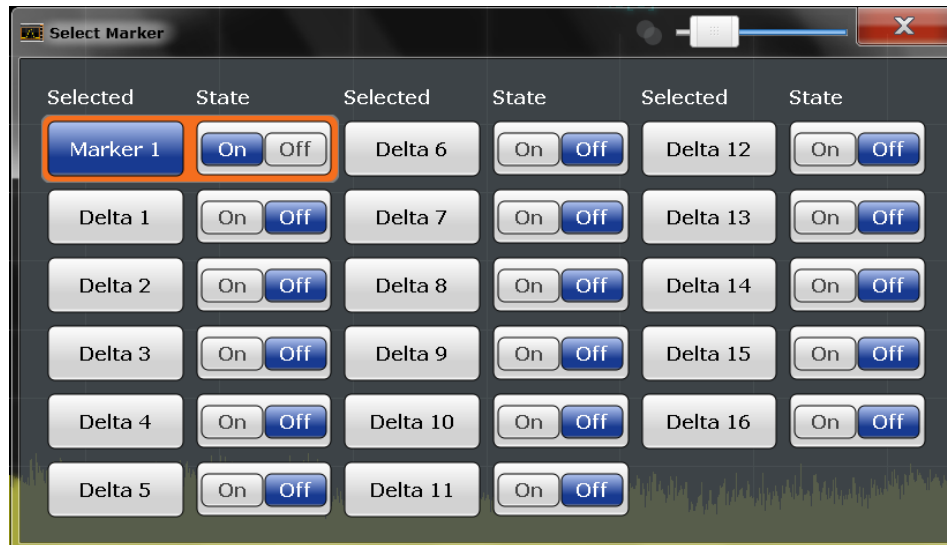 Select Marker
X
Selected State Selected State Selected State
Marker 1 On Off Delta 6 On Off Delta 12 On Off
Delta 1 On Off Delta 7 On Off Delta 13 On Off
Delta 2 On Off Delta 8 On Off Delta 14 On Off
Delta 3 On Off Delta 9 On Off Delta 15 On Off
Delta 4 On Off Delta 10 On Off Delta 16 On Off
Delta 5 On Off Delta 11 On Off